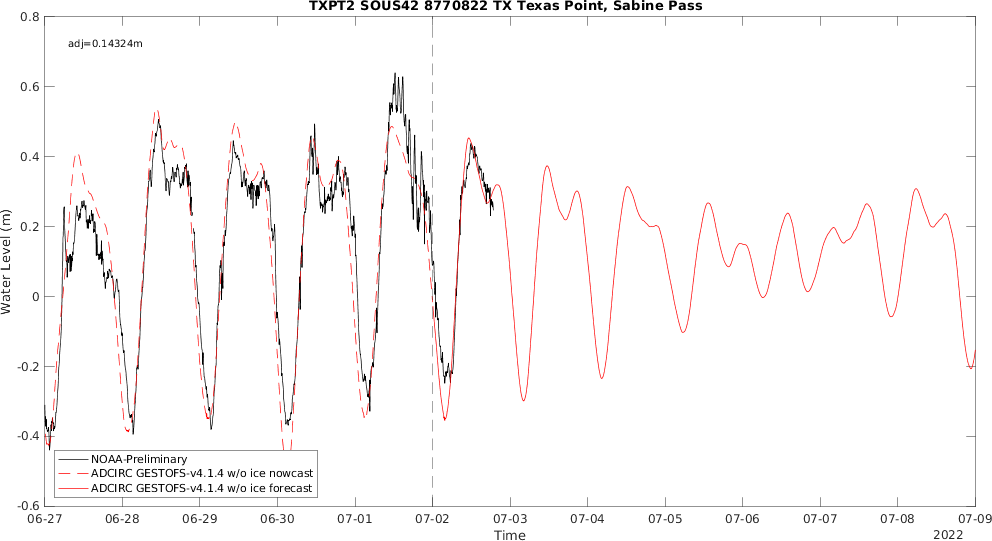 TXPT2 SOUS42 8770822 TX Texas Point, Sabine Pass
adj=0.14324m
0.8
0.6
0.4
0.2
0
-0.2
-0.4
-0.6
Water Level (m)
NOAA-Preliminary
ADCIRC GESTOFS-v4.1.4 w/o ice nowcast
ADCIRC GESTOFS-v4.1.4 w/o ice forecast
06-27 06-28 06-29 06-30 07-01 07-02 07-03 07-04 07-05 07-06 07-07 07-08 07-09
Time
2022